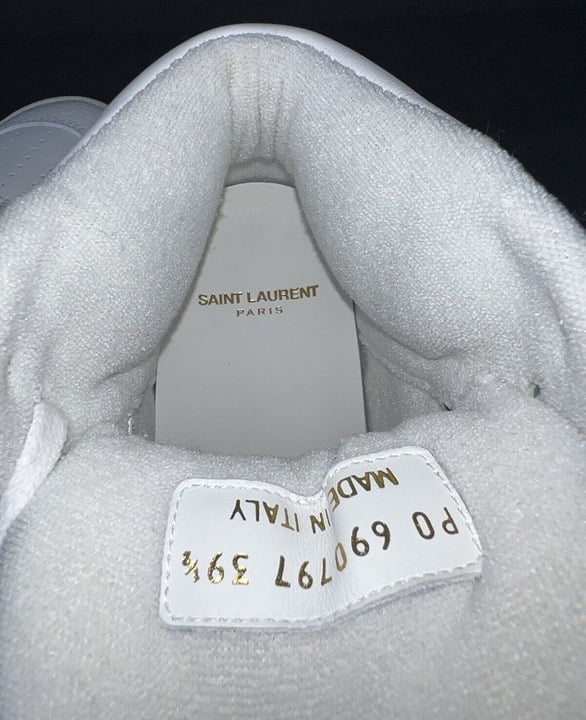 SAINT LAURENT
PARIS
PO 690797 39½
MADE IN ITALY